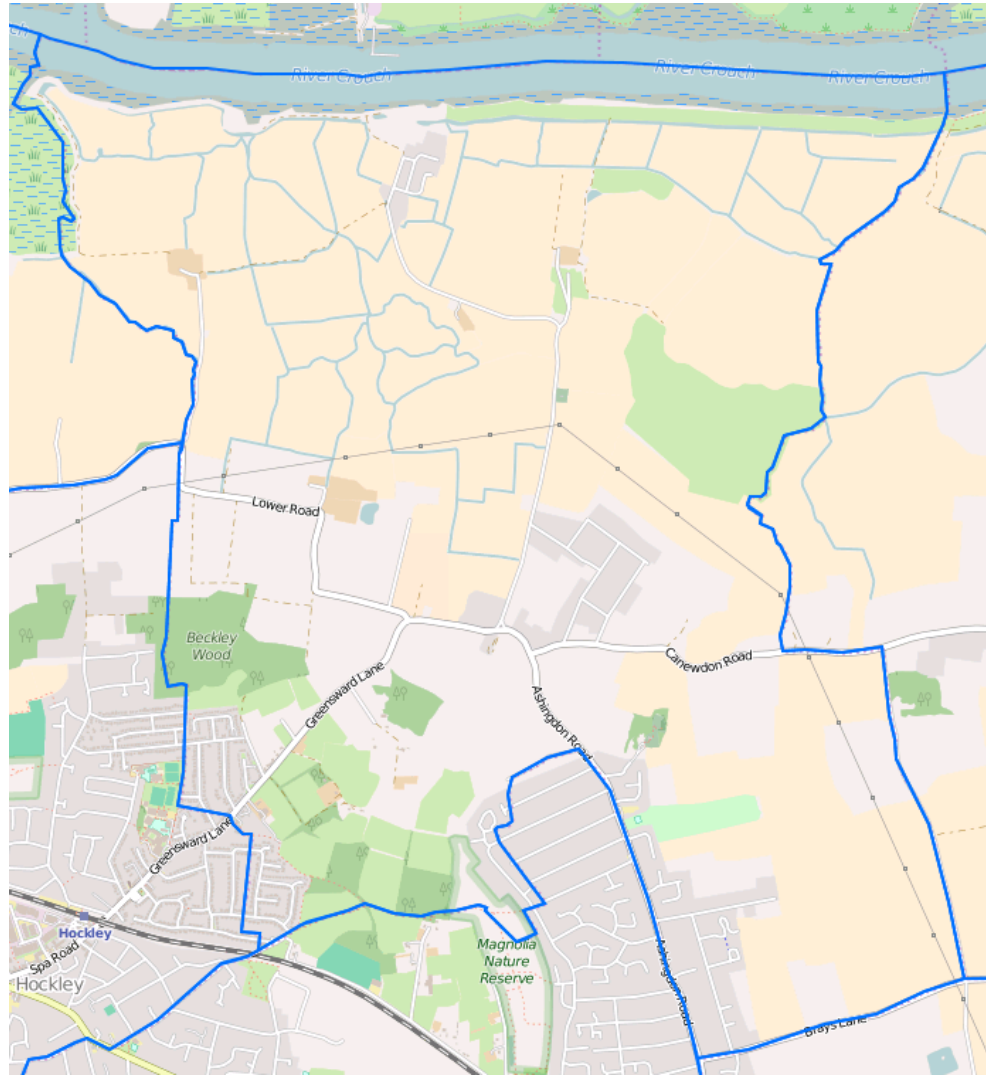 ch
River Crouch
River Crouch
River Crouch
Lower Road
Beckley
Wood
Greensward Lane
Canewdon Road
Ashingdon Road
Greensward Lane
Hockley
Spa Road
Hockley
Magnolia
Nature
Reserve
Ashingdon Road
Brays Lane